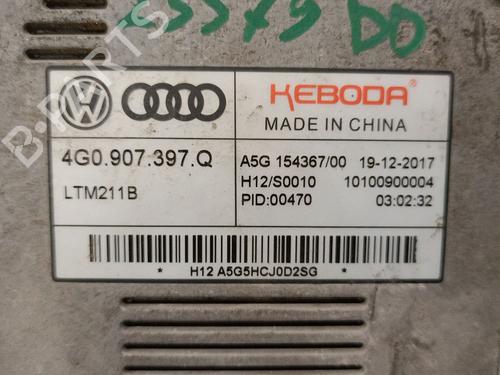 KEBODA
MADE IN CHINA
4G0.907.397.Q
LTM211B
A5G 154367/00 19-12-2017
H12/S0010 10100900004
PID:00470 03:02:32
* H12 A5G5HCJ0D2SG *